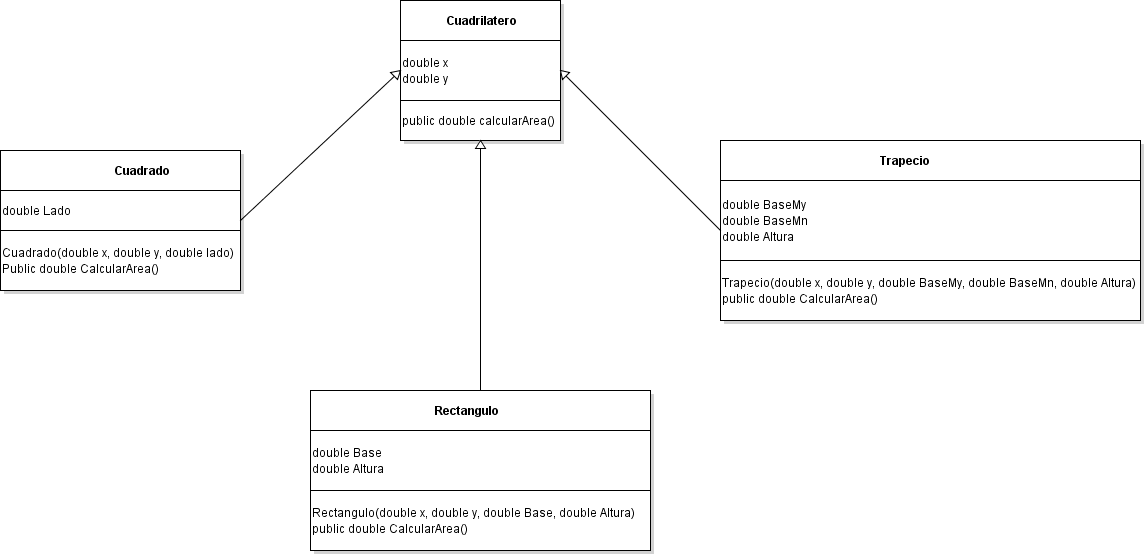 Cuadrilatero
double x
double y
public double calcularArea()
Cuadrado
double Lado
Cuadrado(double x, double y, double lado)
Public double CalcularArea()
Trapecio
double BaseMy
double BaseMn
double Altura
Trapecio(double x, double y, double BaseMy, double BaseMn, double Altura)
public double CalcularArea()
Rectangulo
double Base
double Altura
Rectangulo(double x, double y, double Base, double Altura)
public double CalcularArea()